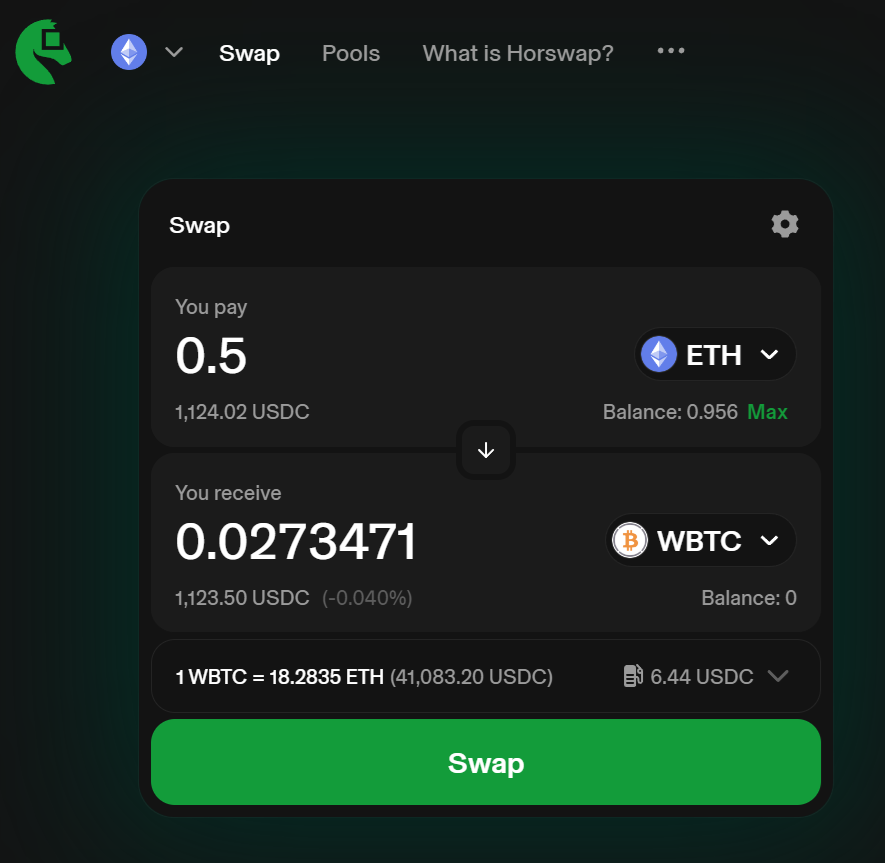 Swap Pools What is Horswap?
Swap
You pay
0.5 ETH
1,124.02 USDC Balance: 0.956 Max
You receive
0.0273471 WBTC
1,123.50 USDC (-0.040%) Balance: 0
1 WBTC = 18.2835 ETH (41,083.20 USDC) 6.44 USDC
Swap